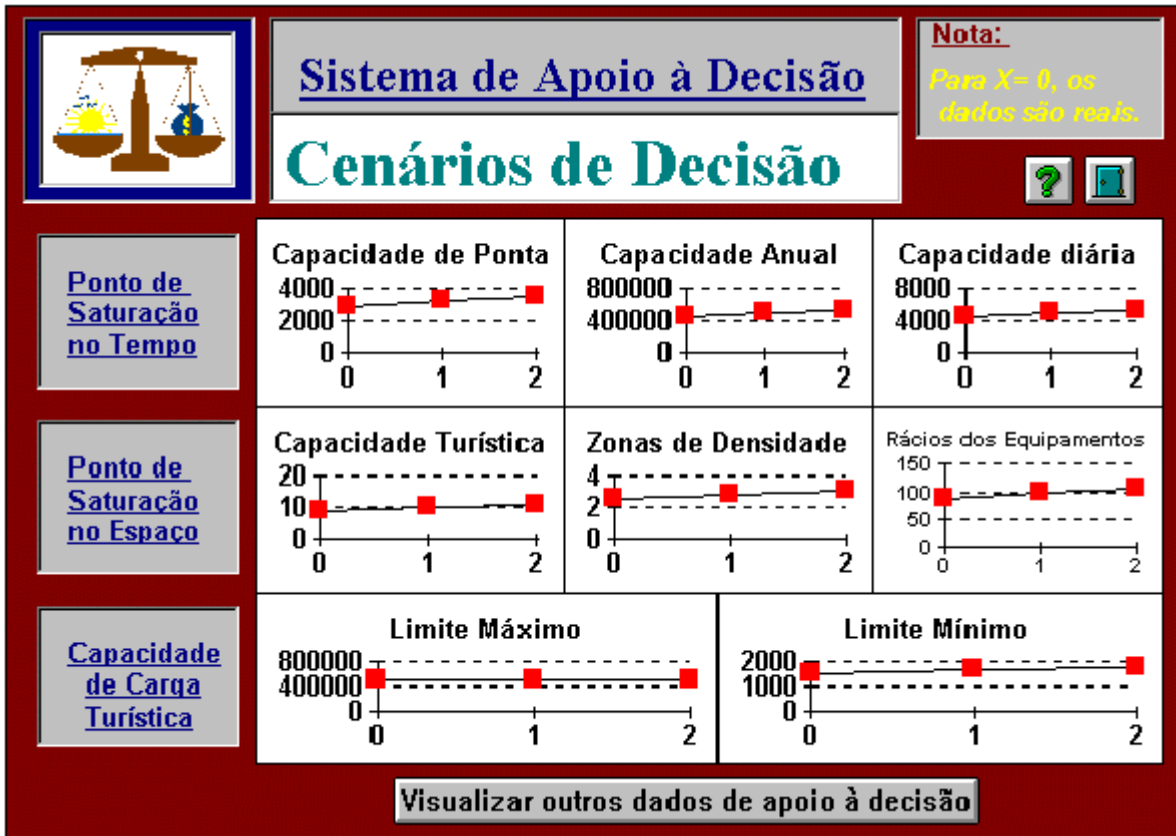 Sistema de Apoio à Decisão
Cenários de Decisão
Nota:
Para X= 0, os
dados são reais.
$
?
Ponto de
Saturação
no Tempo
Capacidade de Ponta
4000
2000
0
0 1 2
Capacidade Anual
800000
400000
0
0 1 2
Capacidade diária
8000
4000
0
0 1 2
Ponto de
Saturação
no Espaço
Capacidade Turística
20
10
0
0 1 2
Zonas de Densidade
4
2
0
0 1 2
Rácios dos Equipamentos
150
100
50
0
0 1 2
Capacidade
de Carga
Turística
Limite Máximo
800000
400000
0
0 1 2
Limite Mínimo
2000
1000
0
0 1 2
Visualizar outros dados de apoio à decisão